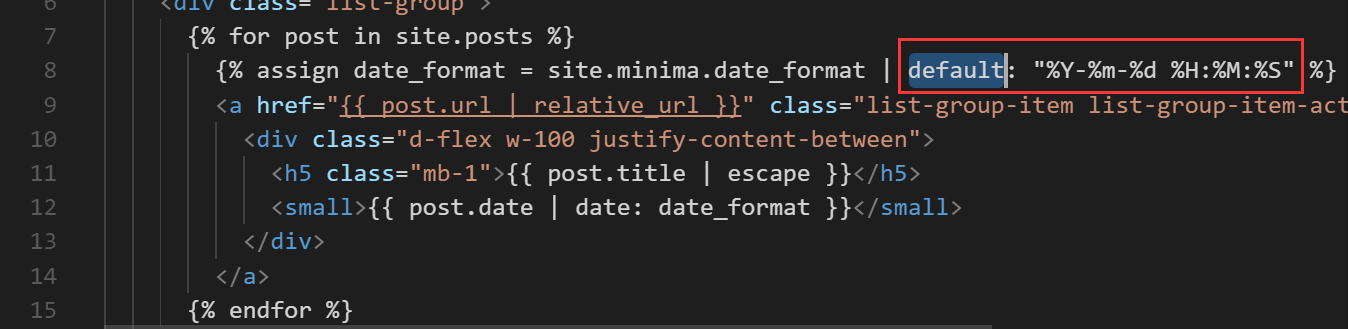 6 <div class="list-group">
7 {% for post in site.posts %}
8 {% assign date_format = site.minima.date_format | default: "%Y-%m-%d %H:%M:%S" %}
9 <a href="{{ post.url | relative_url }}" class="list-group-item list-group-item-act
10 <div class="d-flex w-100 justify-content-between">
11 <h5 class="mb-1">{{ post.title | escape }}</h5>
12 <small>{{ post.date | date: date_format }}</small>
13 </div>
14 </a>
15 {% endfor %}